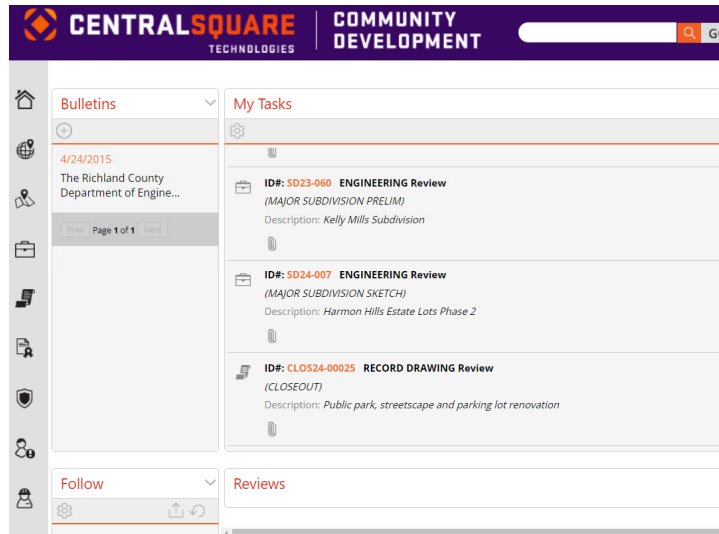 CENTRALSQUARE
TECHNOLOGIES
COMMUNITY
DEVELOPMENT
Bulletins
4/24/2015
The Richland County
Department of Engine...
Prev Page 1 of 1 Next
My Tasks
ID#: SD23-060 ENGINEERING Review
(MAJOR SUBDIVISION PRELIM)
Description: Kelly Mills Subdivision
ID#: SD24-007 ENGINEERING Review
(MAJOR SUBDIVISION SKETCH)
Description: Harmon Hills Estate Lots Phase 2
ID#: CLOS24-00025 RECORD DRAWING Review
(CLOSEOUT)
Description: Public park, streetscape and parking lot renovation
Follow
Reviews